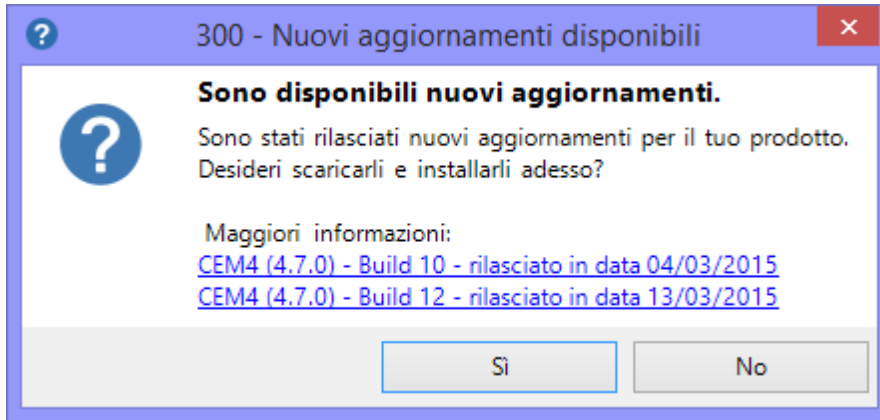 300 - Nuovi aggiornamenti disponibili
Sono disponibili nuovi aggiornamenti.
Sono stati rilasciati nuovi aggiornamenti per il tuo prodotto.
Desideri scaricarli e installarli adesso?
Maggiori informazioni:
CEM4 (4.7.0) - Build 10 - rilasciato in data 04/03/2015
CEM4 (4.7.0) - Build 12 - rilasciato in data 13/03/2015
Sì
No